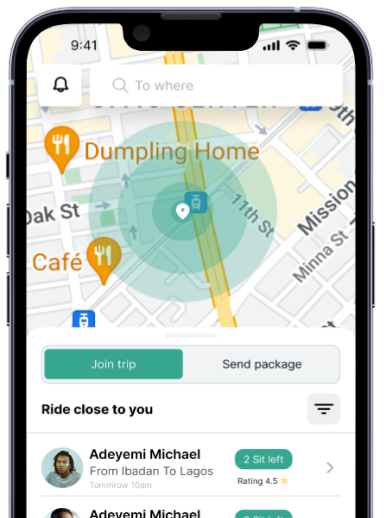 9:41
To where
Oth
Dumpling Home
Oak St
11th St
Mission
Minna St
Café
Join trip
Send package
Ride close to you
Adeyemi Michael
2 Sit left
From Ibadan To Lagos
Tommrow 10am
Rating 4.5
Adeyemi Michael